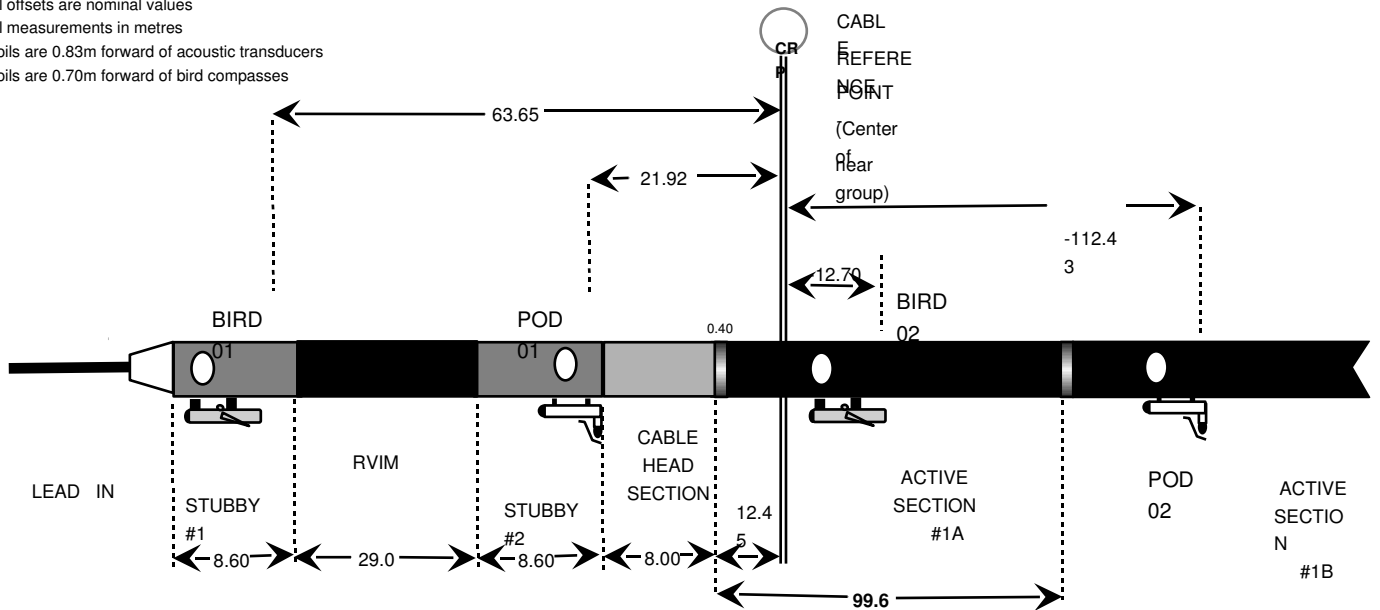 l offsets are nominal values
l measurements in metres
oils are 0.83m forward of acoustic transducers
oils are 0.70m forward of bird compasses
CR
P
CABL
E
REFERE
NCE
POINT
-
(Center
of
near
group)
63.65
21.92
-112.4
3
-12.70
BIRD
02
BIRD
01
POD
01
0.40
LEAD IN
STUBBY
#1
RVIM
STUBBY
#2
CABLE
HEAD
SECTION
12.4
5
ACTIVE
SECTION
#1A
POD
02
ACTIVE
SECTIO
N
#1B
8.60
29.0
8.60
8.00
99.6